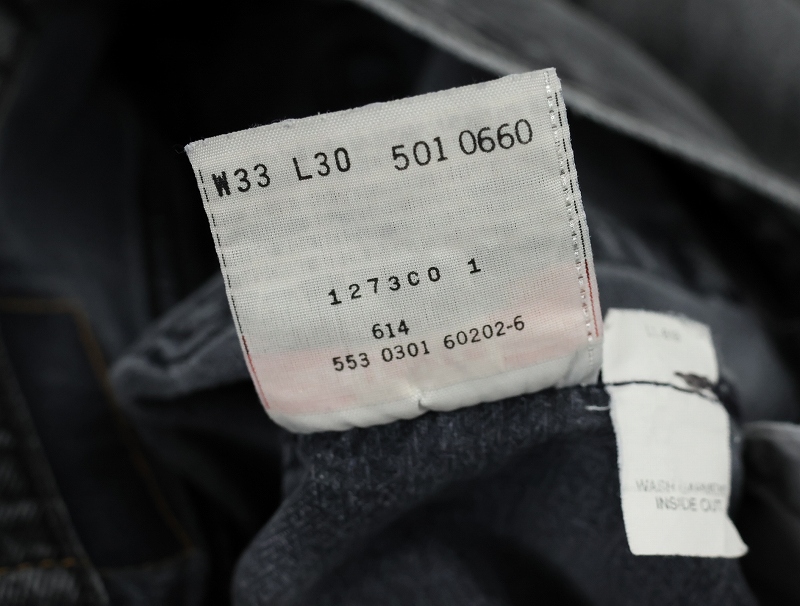 W33 L30 501 0660
1273C0 1
614
553 0301 60202-6
WASH GARMENT
INSIDE OUT